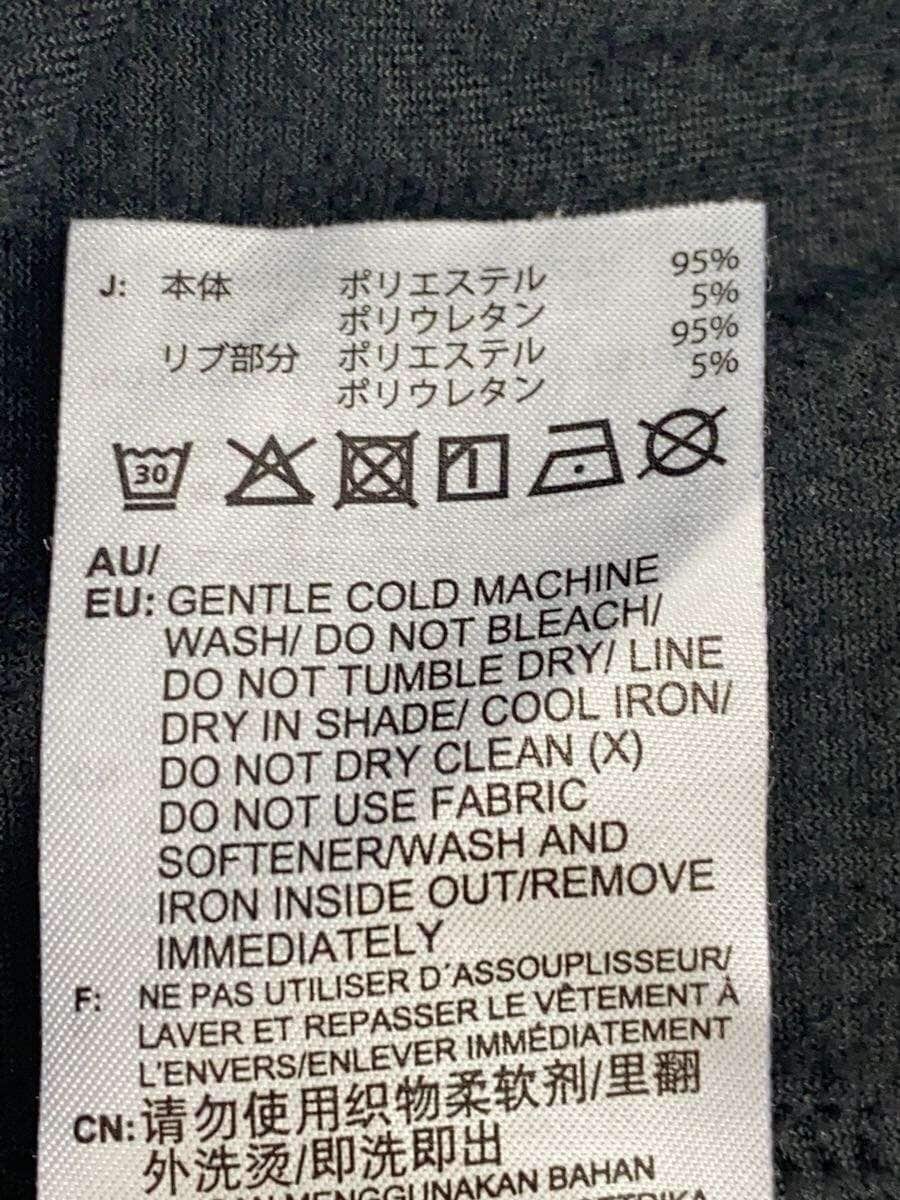 J: 本体 ポリエステル 95%
ポリウレタン 5%
リブ部分 ポリエステル 95%
ポリウレタン 5%
30
AU/
EU: GENTLE COLD MACHINE
WASH/ DO NOT BLEACH/
DO NOT TUMBLE DRY/ LINE
DRY IN SHADE/ COOL IRON/
DO NOT DRY CLEAN (X)
DO NOT USE FABRIC
SOFTENER/WASH AND
IRON INSIDE OUT/REMOVE
IMMEDIATELY
F: NE PAS UTILISER D´ASSOUPLISSEUR/
LAVER ET REPASSER LE VÊTEMENT À
L'ENVERS/ENLEVER IMMÉDIATEMENT
CN: 请勿使用织物柔软剂/里翻
外洗烫/即洗即出
MENGGUNAKAN BAHAN